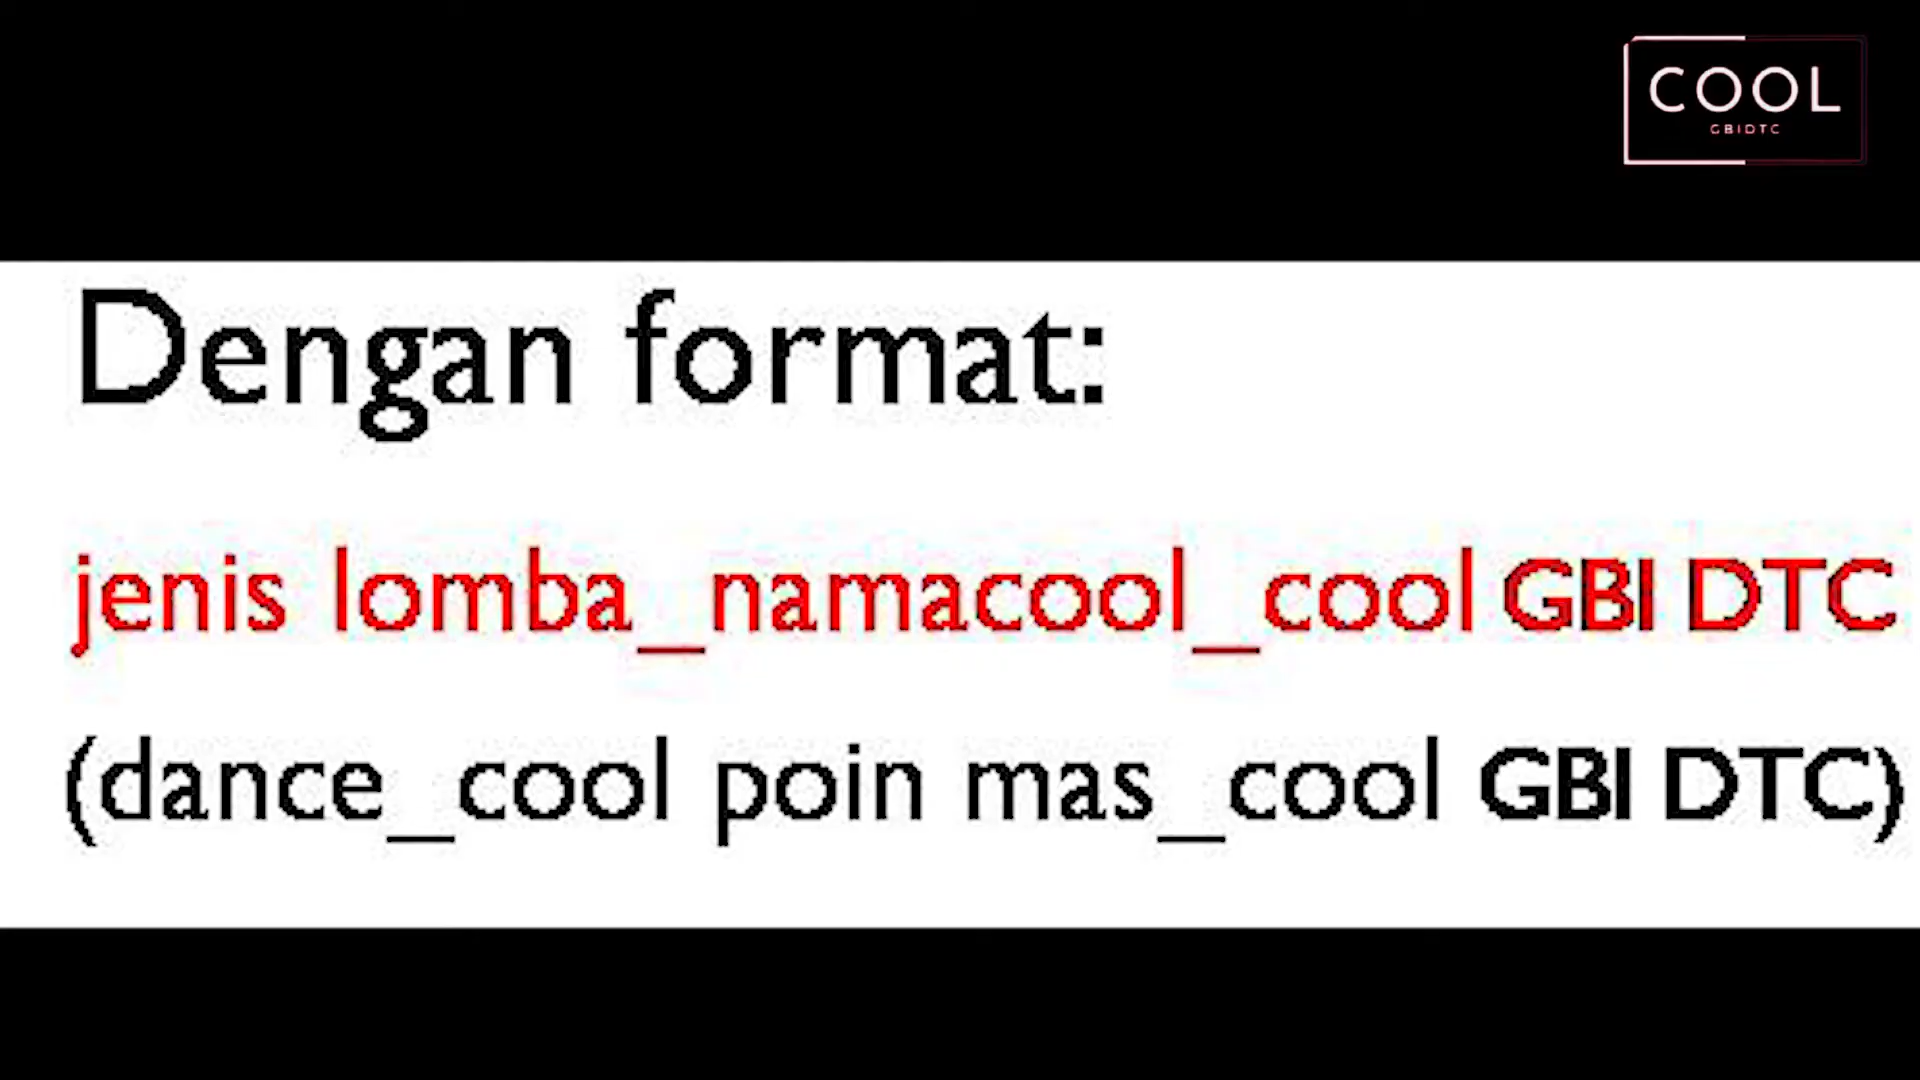 COOL
GBIDTC
Dengan format:
jenis lomba_namacool_cool GBI DTC
(dance_cool poin mas_cool GBI DTC)